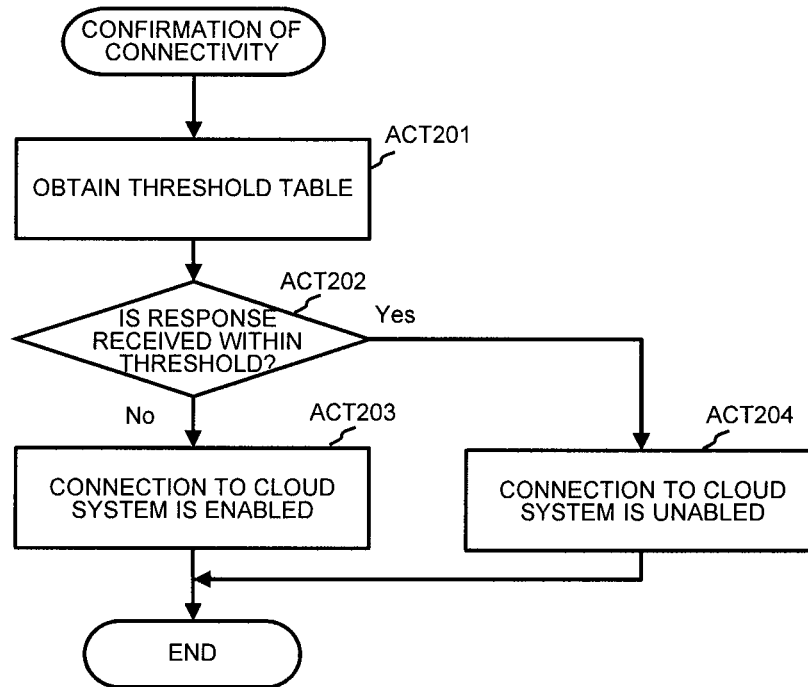 CONFIRMATION OF
CONNECTIVITY
ACT201
OBTAIN THRESHOLD TABLE
ACT202
IS RESPONSE
RECEIVED WITHIN
THRESHOLD?
Yes
No
ACT203
CONNECTION TO CLOUD
SYSTEM IS ENABLED
ACT204
CONNECTION TO CLOUD
SYSTEM IS UNABLED
END